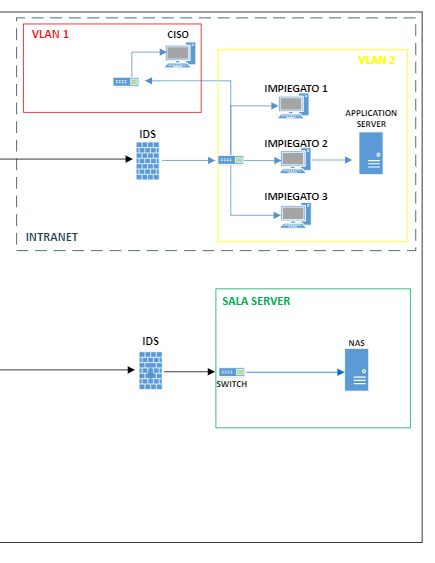 VLAN 1
CISO
VLAN 2
IMPIEGATO 1
APPLICATION
SERVER
IDS
IMPIEGATO 2
IMPIEGATO 3
INTRANET
SALA SERVER
IDS
NAS
SWITCH